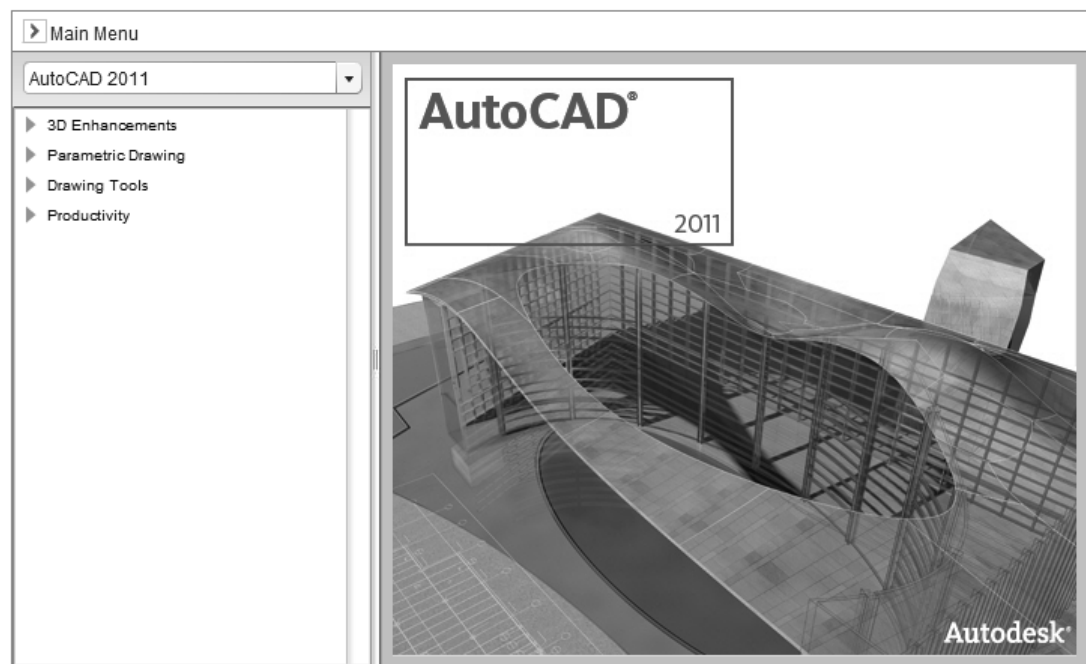 Main Menu
AutoCAD 2011
3D Enhancements
Parametric Drawing
Drawing Tools
Productivity
AutoCAD®
2011
Autodesk®